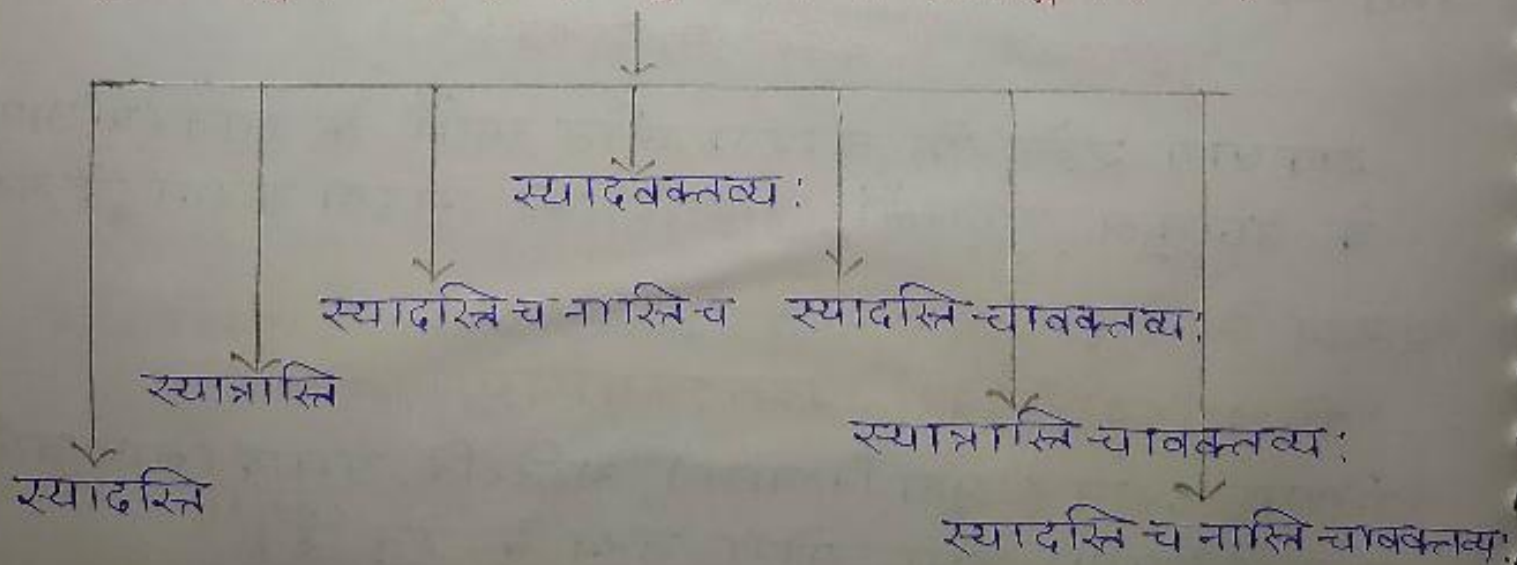 स्यादवक्तव्यः
स्यादस्ति च नास्ति च स्यादस्ति चावक्तव्यः
स्यान्नास्ति
स्यान्नास्ति चावक्तव्यः
स्यादस्ति
स्यादस्ति च नास्ति चावक्तव्यः